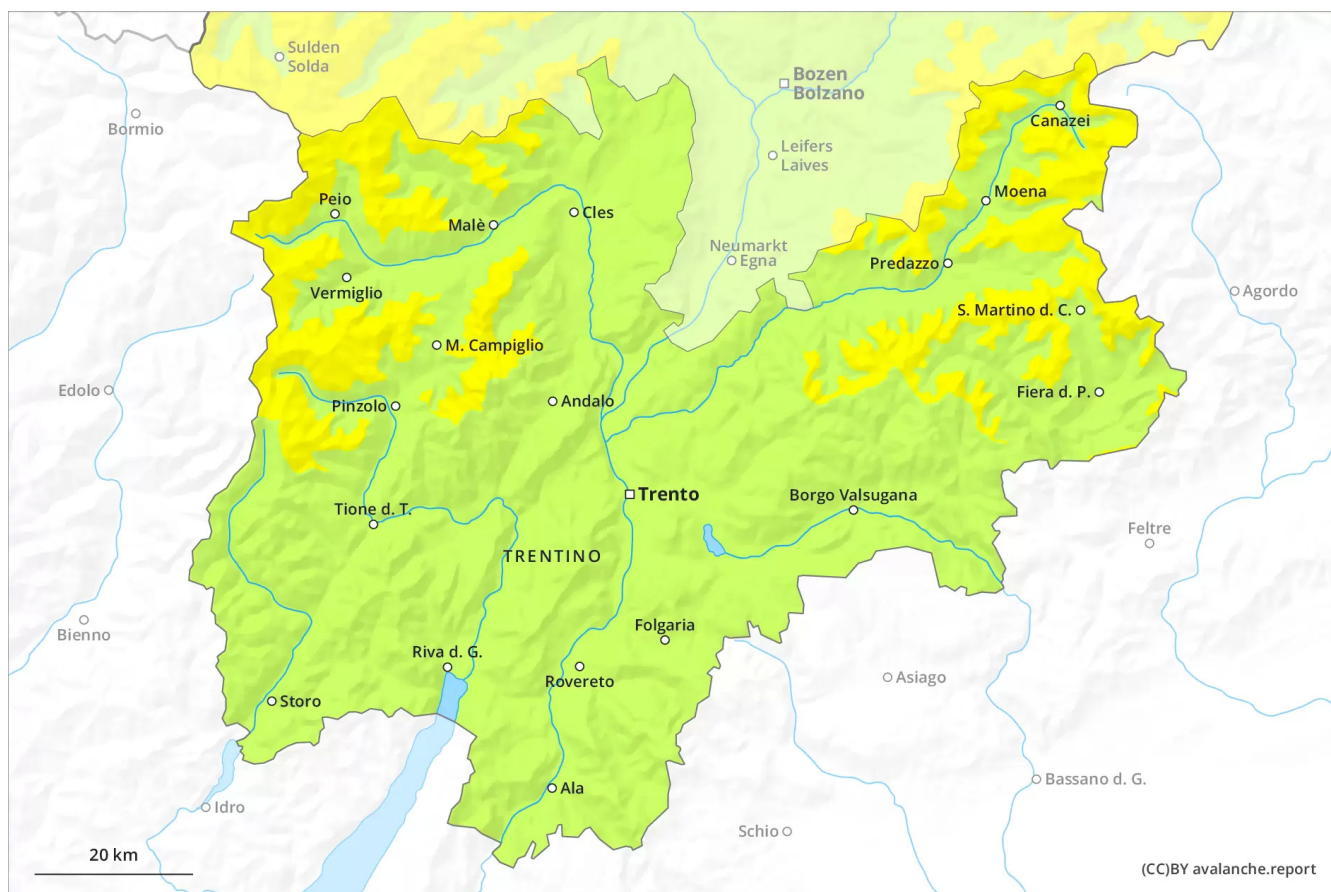 Sulden
Solda
Bozen
Bolzano
Canazei
Bormio
Leifers
Laives
Moena
Peio
Cles
Malè
Neumarkt
Egna
Predazzo
Vermiglio
Agordo
S. Martino d. C.
M. Campiglio
Edolo
Fiera d. P.
Andalo
Pinzolo
Trento
Borgo Valsugana
Tione d. T.
Feltre
TRENTINO
Bienno
Folgaria
Riva d. G.
Asiago
Rovereto
Storo
Bassano d. G.
Ala
Idro
Schio
20 km
(CC)BY avalanche.report